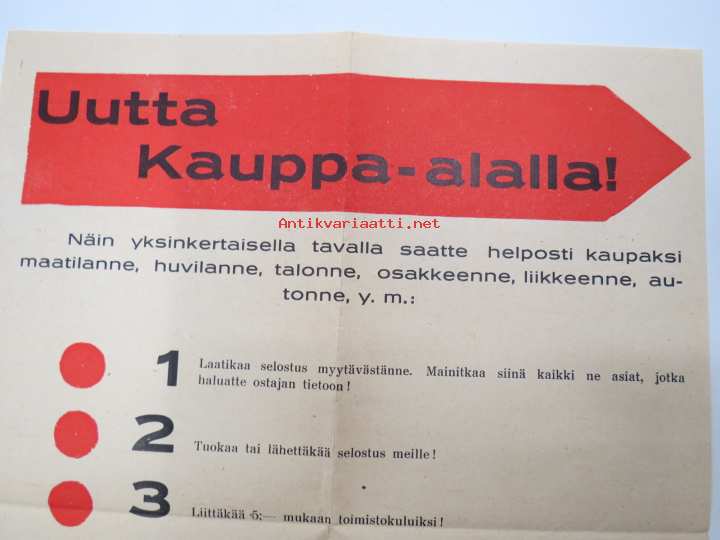 Uutta
Kauppa-alalla!
Antikvariaatti.net
Näin yksinkertaisella tavalla saatte helposti kaupaksi
maatilanne, huvilanne, talonne, osakkeenne, liikkeenne, au-
tonne, y. m.:
1 Laatikaa selostus myytävästänne. Mainitkaa siinä kaikki ne asiat, jotka
haluatte ostajan tietoon!
2 Tuokaa tai lähettäkää selostus meille!
3 Liittäkää 5:— mukaan toimistokuluiksi!